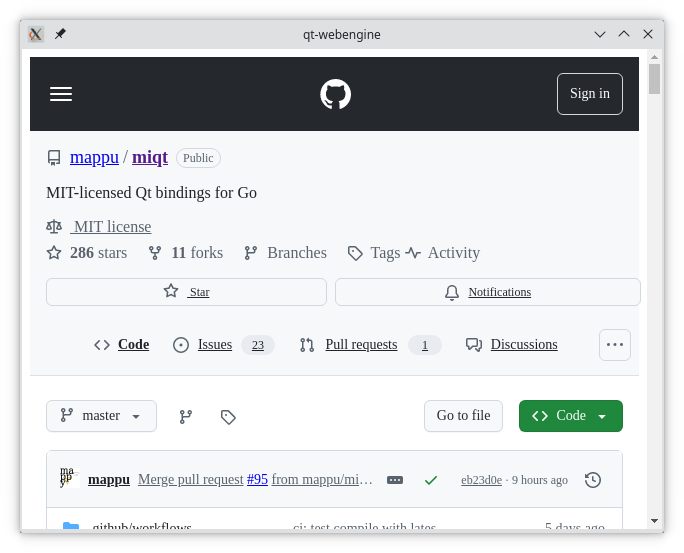 qt-webengine
Sign in
mappu / miqt Public
MIT-licensed Qt bindings for Go
MIT license
286 stars 11 forks Branches Tags Activity
Star Notifications
Code Issues 23 Pull requests 1 Discussions
master Go to file Code
mappu Merge pull request #95 from mappu/mi… eb23d0e · 9 hours ago
.github/workflows ci: test compile with lates 5 days ago